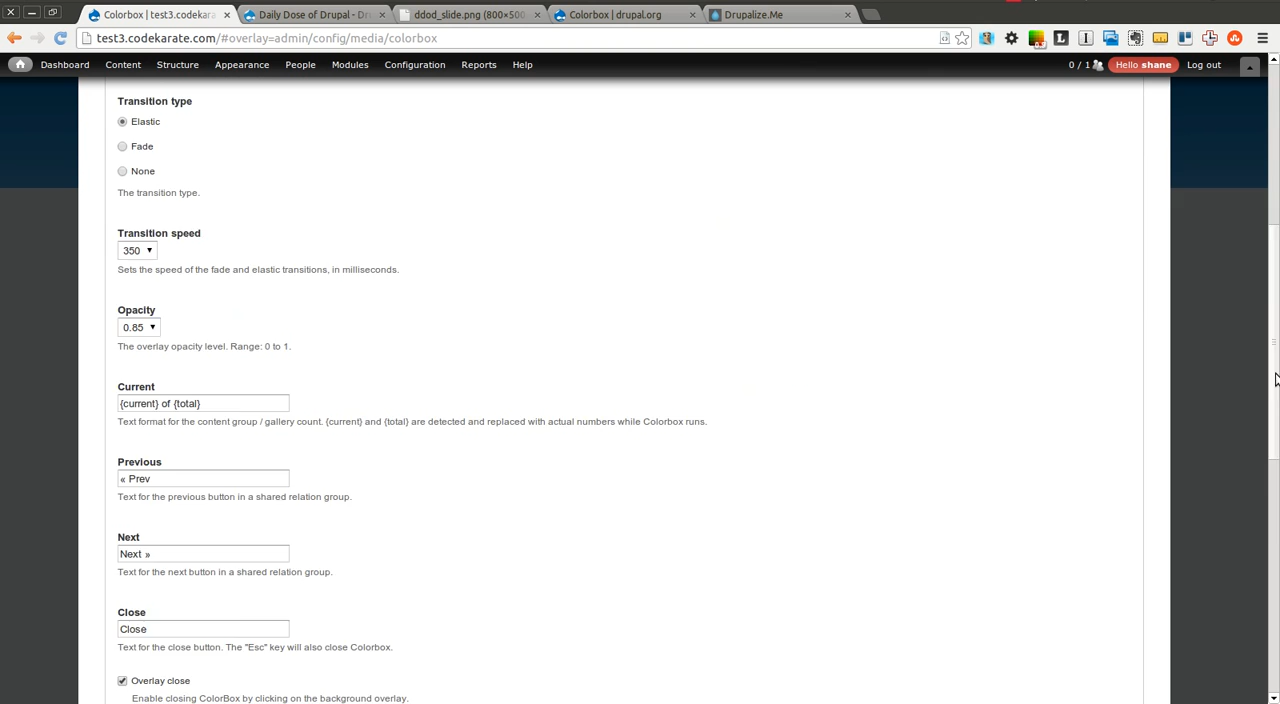 Colorbox | test3.codekara
Daily Dose of Drupal - Dr
ddod_slide.png (800×500
Colorbox | drupal.org
Drupalize.Me
test3.codekarate.com/#overlay=admin/config/media/colorbox
Dashboard Content Structure Appearance People Modules Configuration Reports Help 0 / 1 Hello shane Log out
Transition type
Elastic
Fade
None
The transition type.
Transition speed
350
Sets the speed of the fade and elastic transitions, in milliseconds.
Opacity
0.85
The overlay opacity level. Range: 0 to 1.
Current
{current} of {total}
Text format for the content group / gallery count. {current} and {total} are detected and replaced with actual numbers while Colorbox runs.
Previous
« Prev
Text for the previous button in a shared relation group.
Next
Next »
Text for the next button in a shared relation group.
Close
Close
Text for the close button. The "Esc" key will also close Colorbox.
Overlay close
Enable closing ColorBox by clicking on the background overlay.